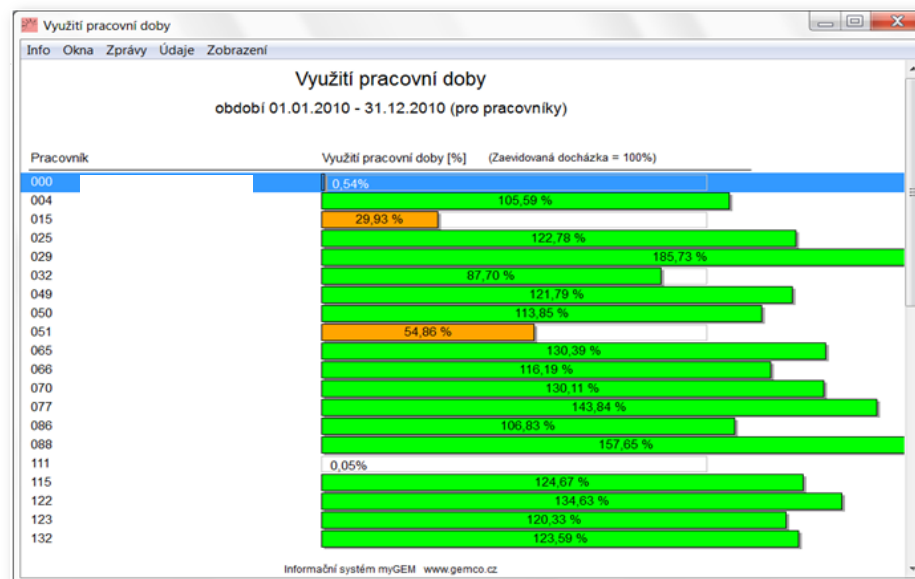 Využití pracovní doby
Info Okna Zprávy Údaje Zobrazení
Využití pracovní doby
období 01.01.2010 - 31.12.2010 (pro pracovníky)
Pracovník Využití pracovní doby [%] (Zaevidovaná docházka = 100%)
000 0,54%
004 105,59 %
015 29,93 %
025 122,78 %
029 185,73 %
032 87,70 %
049 121,79 %
050 113,85 %
051 54,86 %
065 130,39 %
066 116,19 %
070 130,11 %
077 143,84 %
086 106,83 %
088 157,65 %
111 0,05%
115 124,67 %
122 134,63 %
123 120,33 %
132 123,59 %
Informační systém myGEM www.gemco.cz